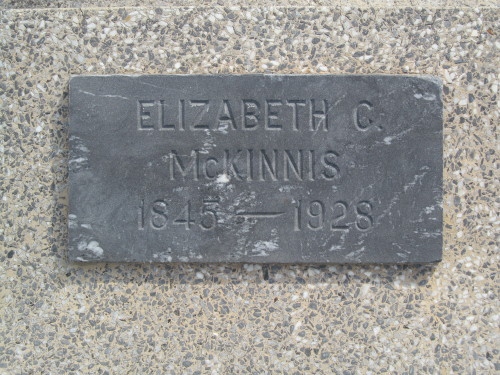 ELIZABETH C.
McKINNIS
1845 — 1928